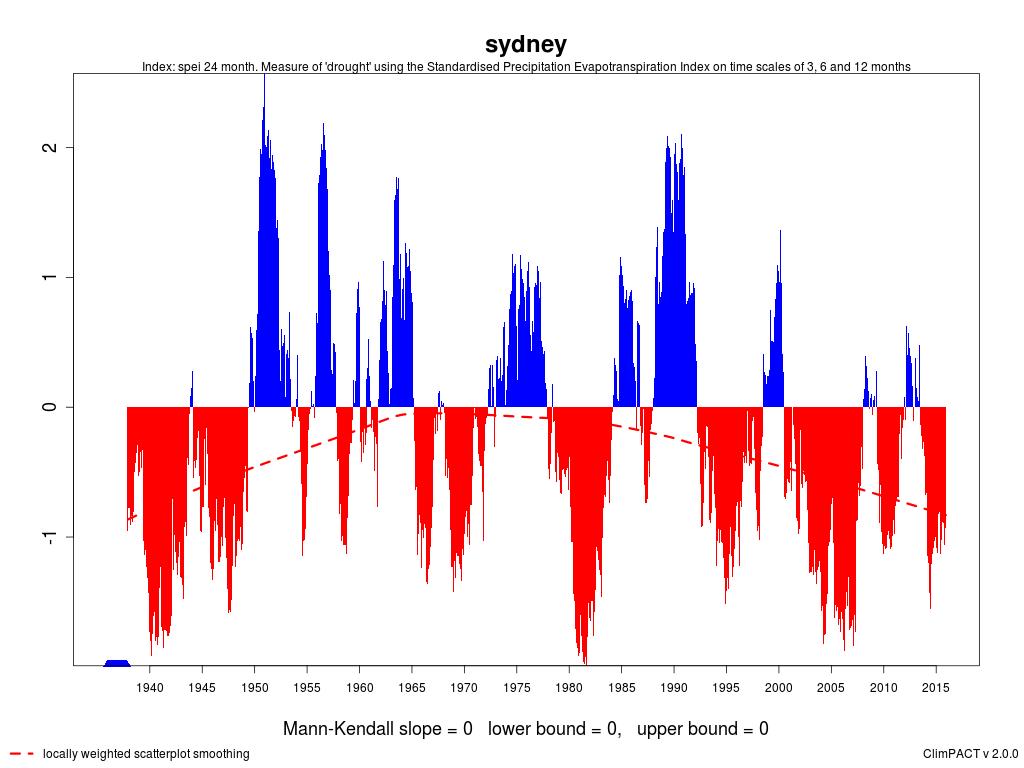 sydney
Index: spei 24 month. Measure of 'drought' using the Standardised Precipitation Evapotranspiration Index on time scales of 3, 6 and 12 months
2
1
0
-1
1940 1945 1950 1955 1960 1965 1970 1975 1980 1985 1990 1995 2000 2005 2010 2015
Mann-Kendall slope = 0 lower bound = 0, upper bound = 0
locally weighted scatterplot smoothing
ClimPACT v 2.0.0